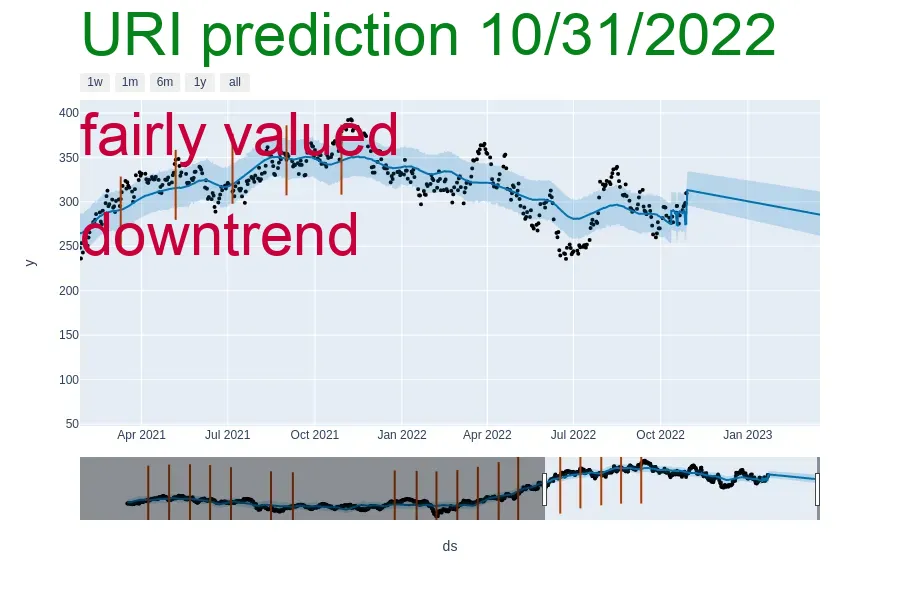 URI prediction 10/31/2022
1w 1m 6m 1y all
fairly valued
downtrend
400
350
300
250
200
150
100
50
y
Apr 2021 Jul 2021 Oct 2021 Jan 2022 Apr 2022 Jul 2022 Oct 2022 Jan 2023
ds